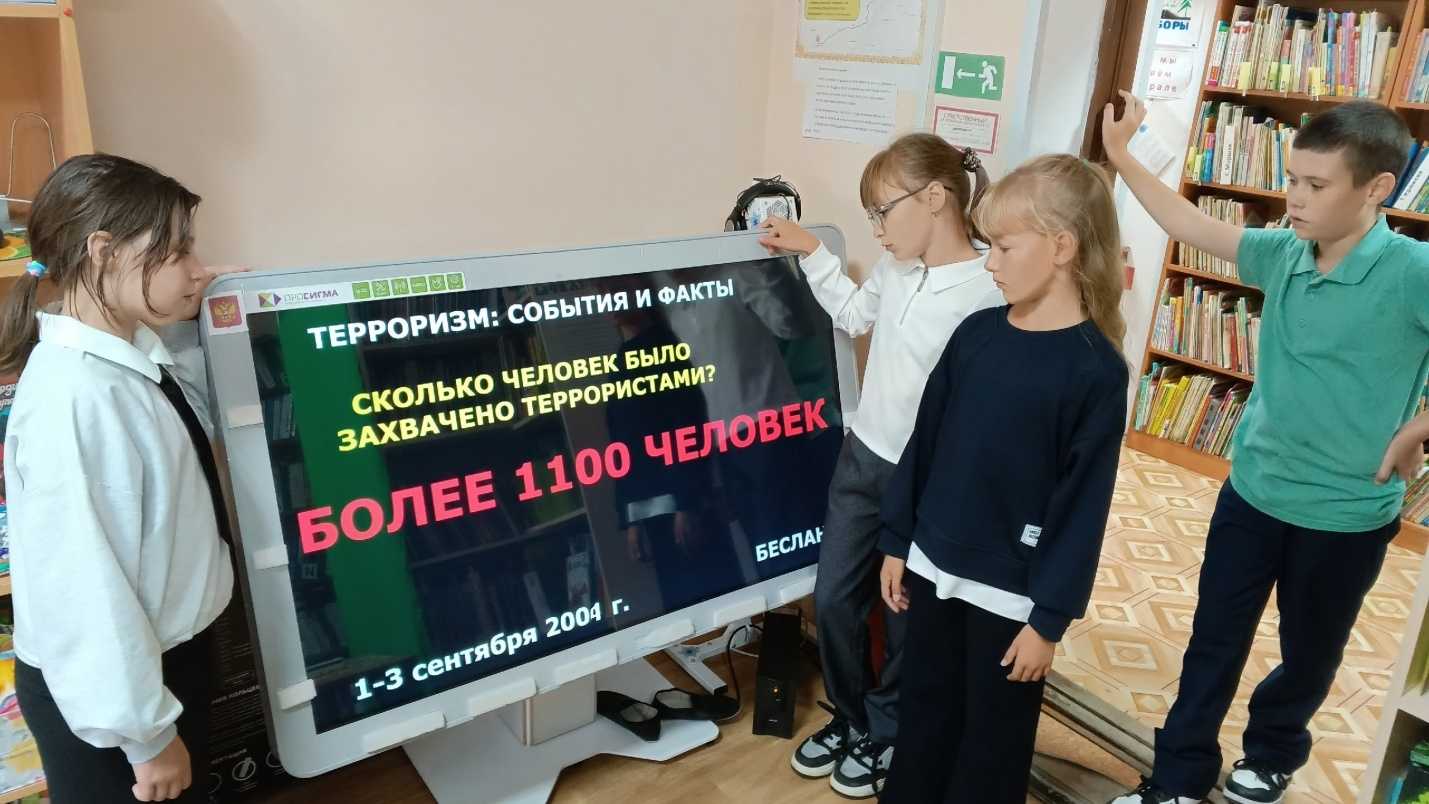 ПРОСИГМА
ТЕРРОРИЗМ: СОБЫТИЯ И ФАКТЫ
СКОЛЬКО ЧЕЛОВЕК БЫЛО
ЗАХВАЧЕНО ТЕРРОРИСТАМИ?
БОЛЕЕ 1100 ЧЕЛОВЕК
БЕСЛАН
1-3 сентября 2004 г.